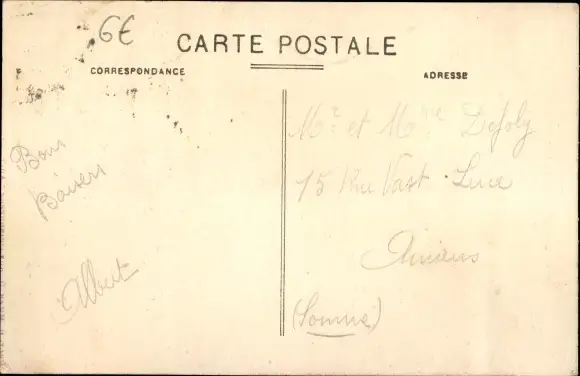 6€
CARTE POSTALE
CORRESPONDANCE
ADRESSE
Bons
Baisers
Albert
Mr et Mme Defoly
15 Rue Vast-Luce
Amiens
(Somme)